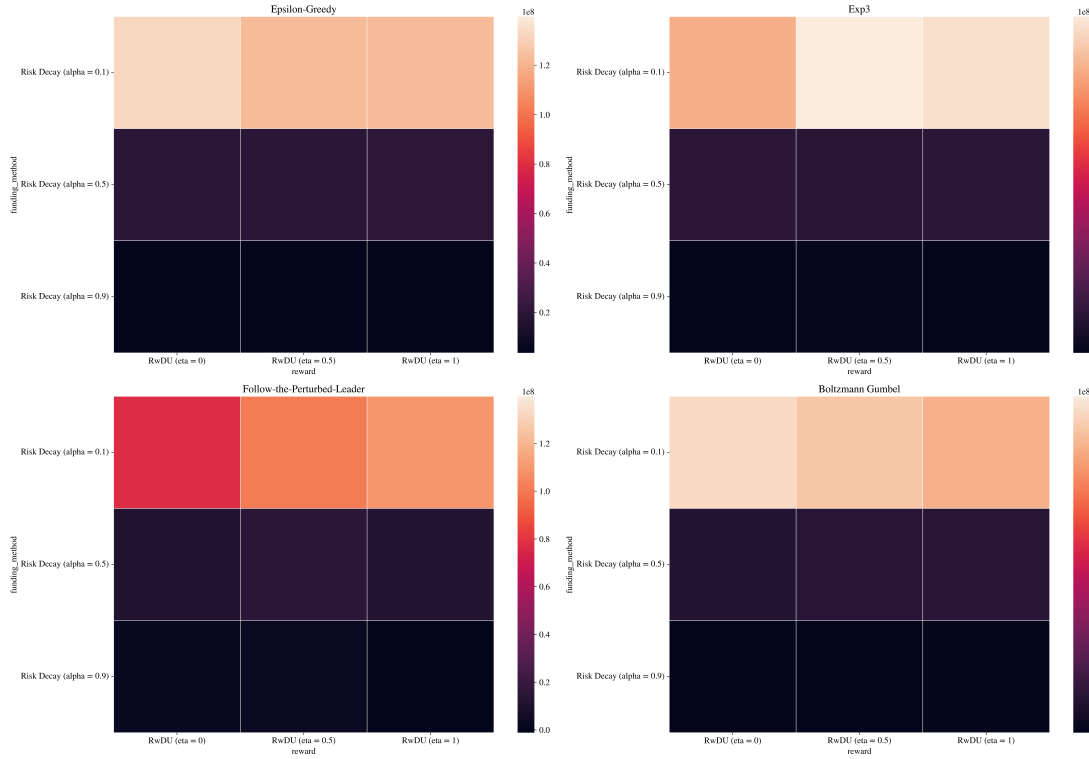 Epsilon-Greedy
1e8
Risk Decay (alpha = 0.1)
Risk Decay (alpha = 0.5)
Risk Decay (alpha = 0.9)
funding_method
1.2
1.0
0.8
0.6
0.4
0.2
RwDU (eta = 0)
RwDU (eta = 0.5)
RwDU (eta = 1)
reward
Exp3
1e8
Risk Decay (alpha = 0.1)
Risk Decay (alpha = 0.5)
Risk Decay (alpha = 0.9)
funding_method
RwDU (eta = 0)
RwDU (eta = 0.5)
RwDU (eta = 1)
reward
Follow-the-Perturbed-Leader
1e8
Risk Decay (alpha = 0.1)
Risk Decay (alpha = 0.5)
Risk Decay (alpha = 0.9)
funding_method
1.2
1.0
0.8
0.6
0.4
0.2
0.0
RwDU (eta = 0)
RwDU (eta = 0.5)
RwDU (eta = 1)
reward
Boltzmann Gumbel
1e8
Risk Decay (alpha = 0.1)
Risk Decay (alpha = 0.5)
Risk Decay (alpha = 0.9)
funding_method
RwDU (eta = 0)
RwDU (eta = 0.5)
RwDU (eta = 1)
reward